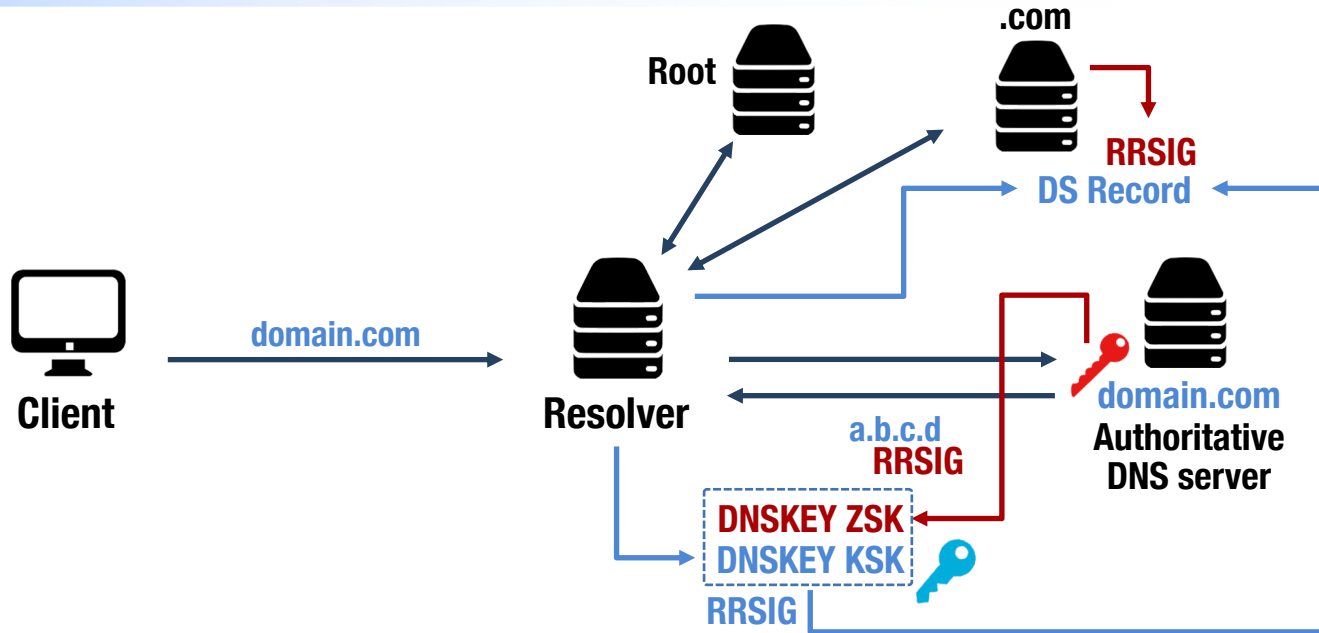 .com
Root
RRSIG
DS Record
domain.com
Client
Resolver
a.b.c.d
RRSIG
domain.com
Authoritative
DNS server
DNSKEY ZSK
DNSKEY KSK
RRSIG